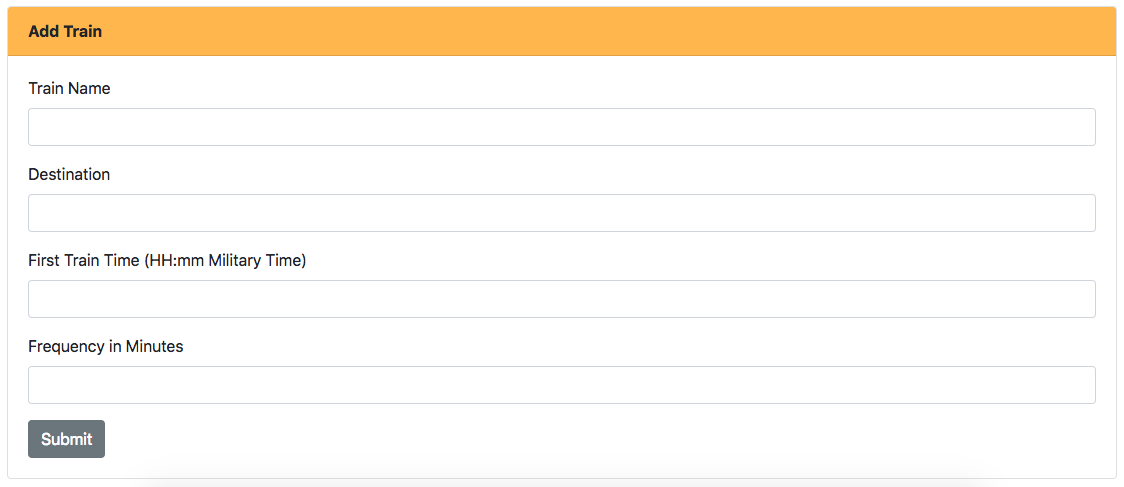 Add Train
Train Name
Destination
First Train Time (HH:mm Military Time)
Frequency in Minutes
Submit